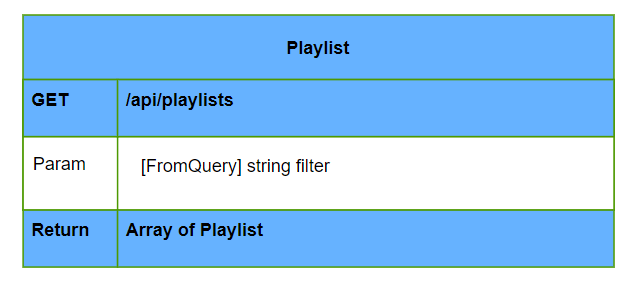 Playlist
GET /api/playlists
Param [FromQuery] string filter
Return Array of Playlist